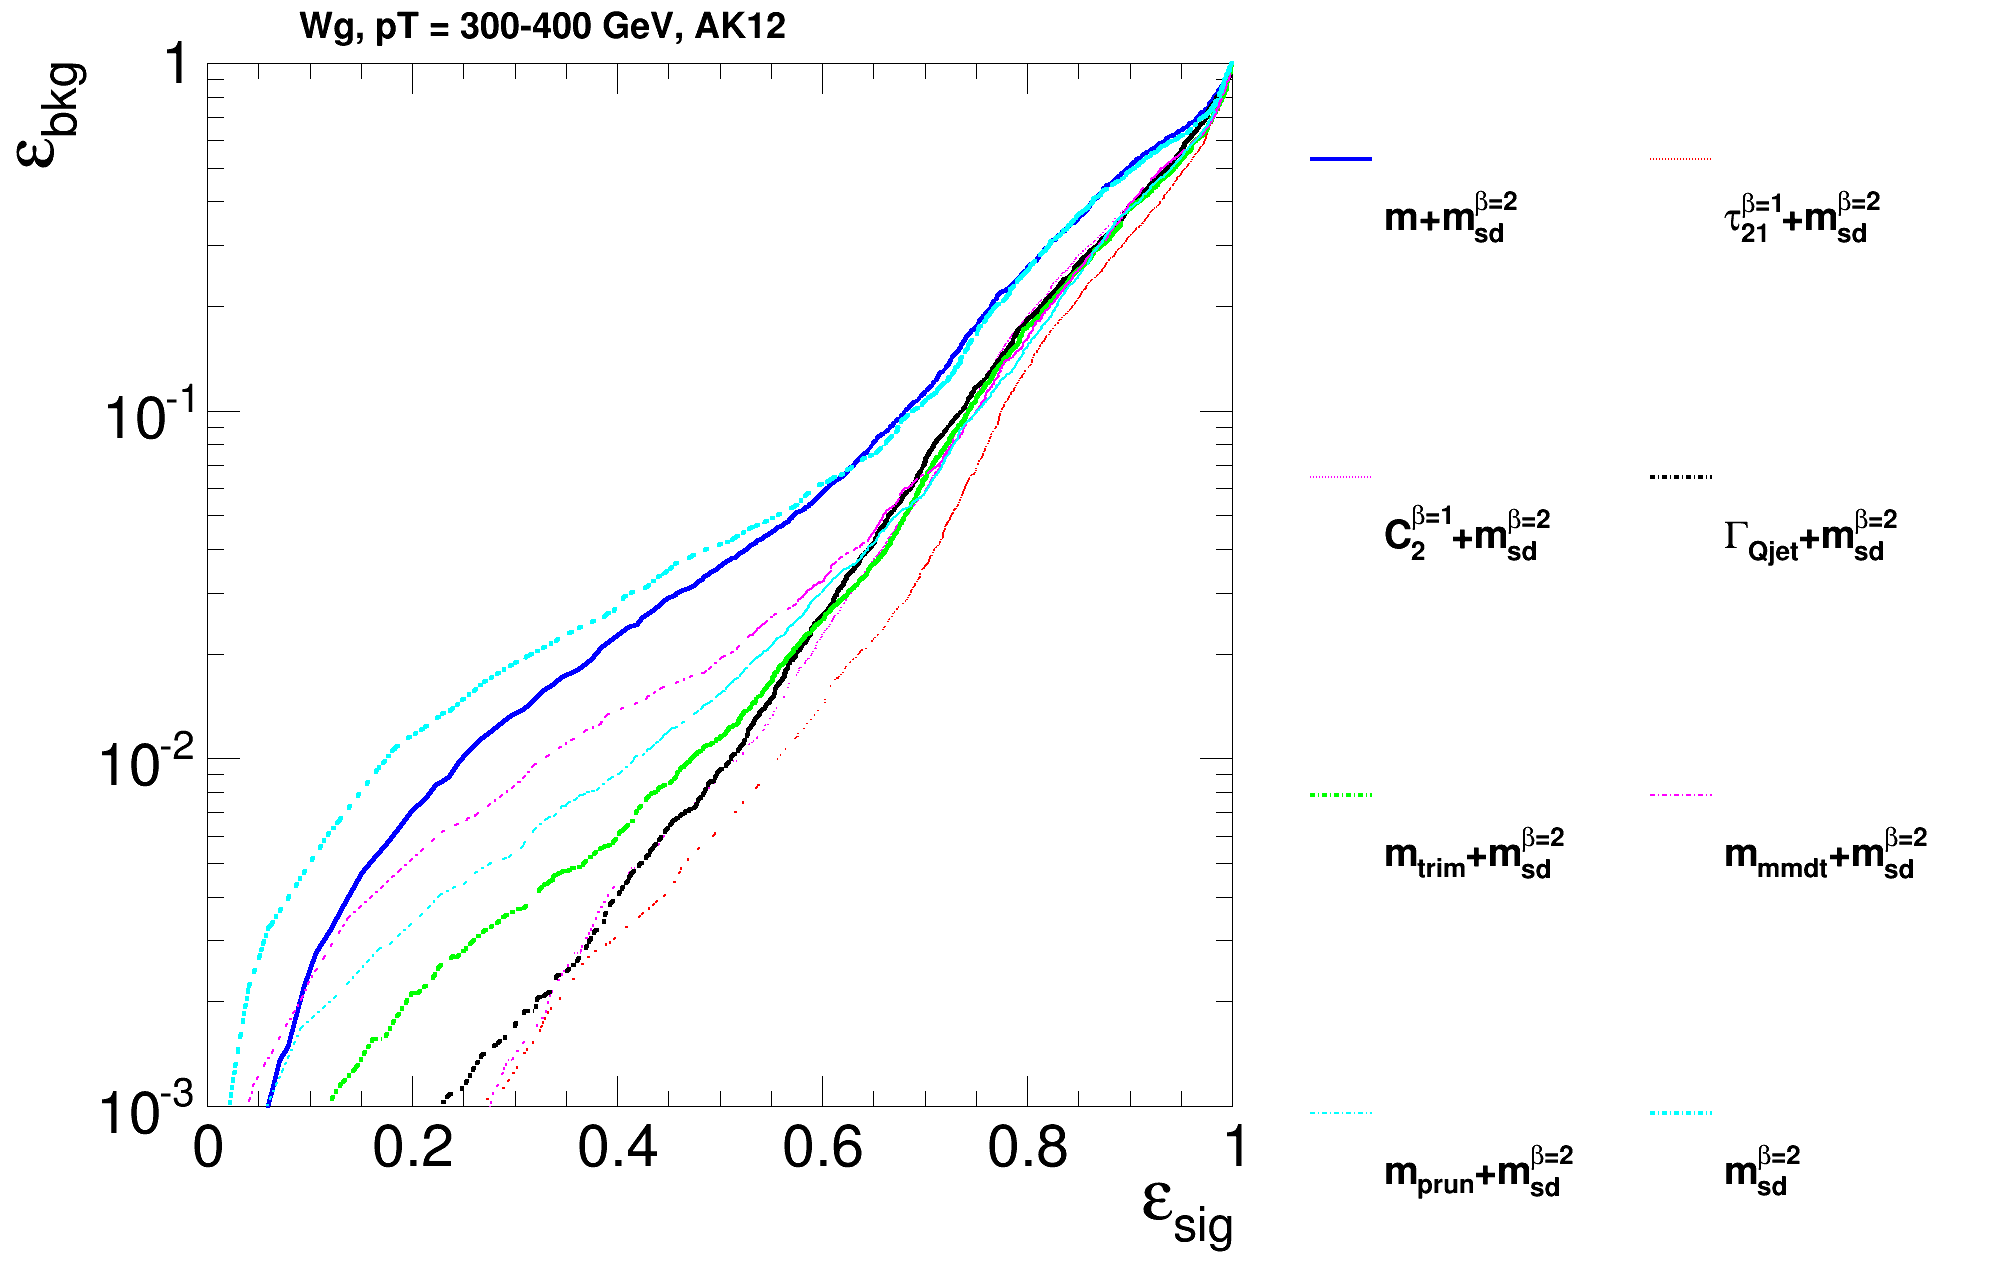 Wg, pT = 300-400 GeV, AK12
ε_bkg
1
10^-1
10^-2
10^-3
0 0.2 0.4 0.6 0.8 1
ε_sig
m+m_sd^β=2
τ_21^β=1+m_sd^β=2
C_2^β=1+m_sd^β=2
Γ_Qjet+m_sd^β=2
m_trim+m_sd^β=2
m_mmdt+m_sd^β=2
m_prun+m_sd^β=2
m_sd^β=2